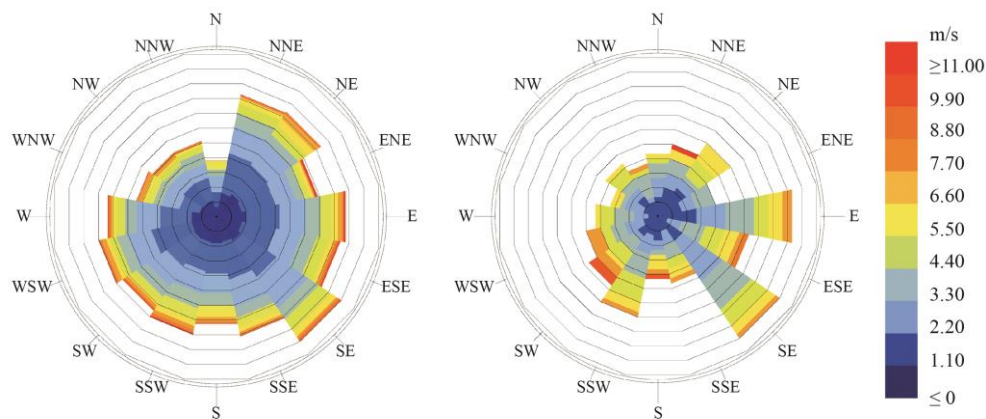 N
NNE
NE
ENE
E
ESE
SE
SSE
S
SSW
SW
WSW
W
WNW
NW
NNW
N
NNE
NE
ENE
E
ESE
SE
SSE
S
SSW
SW
WSW
W
WNW
NW
NNW
m/s
≥11.00
9.90
8.80
7.70
6.60
5.50
4.40
3.30
2.20
1.10
≤ 0